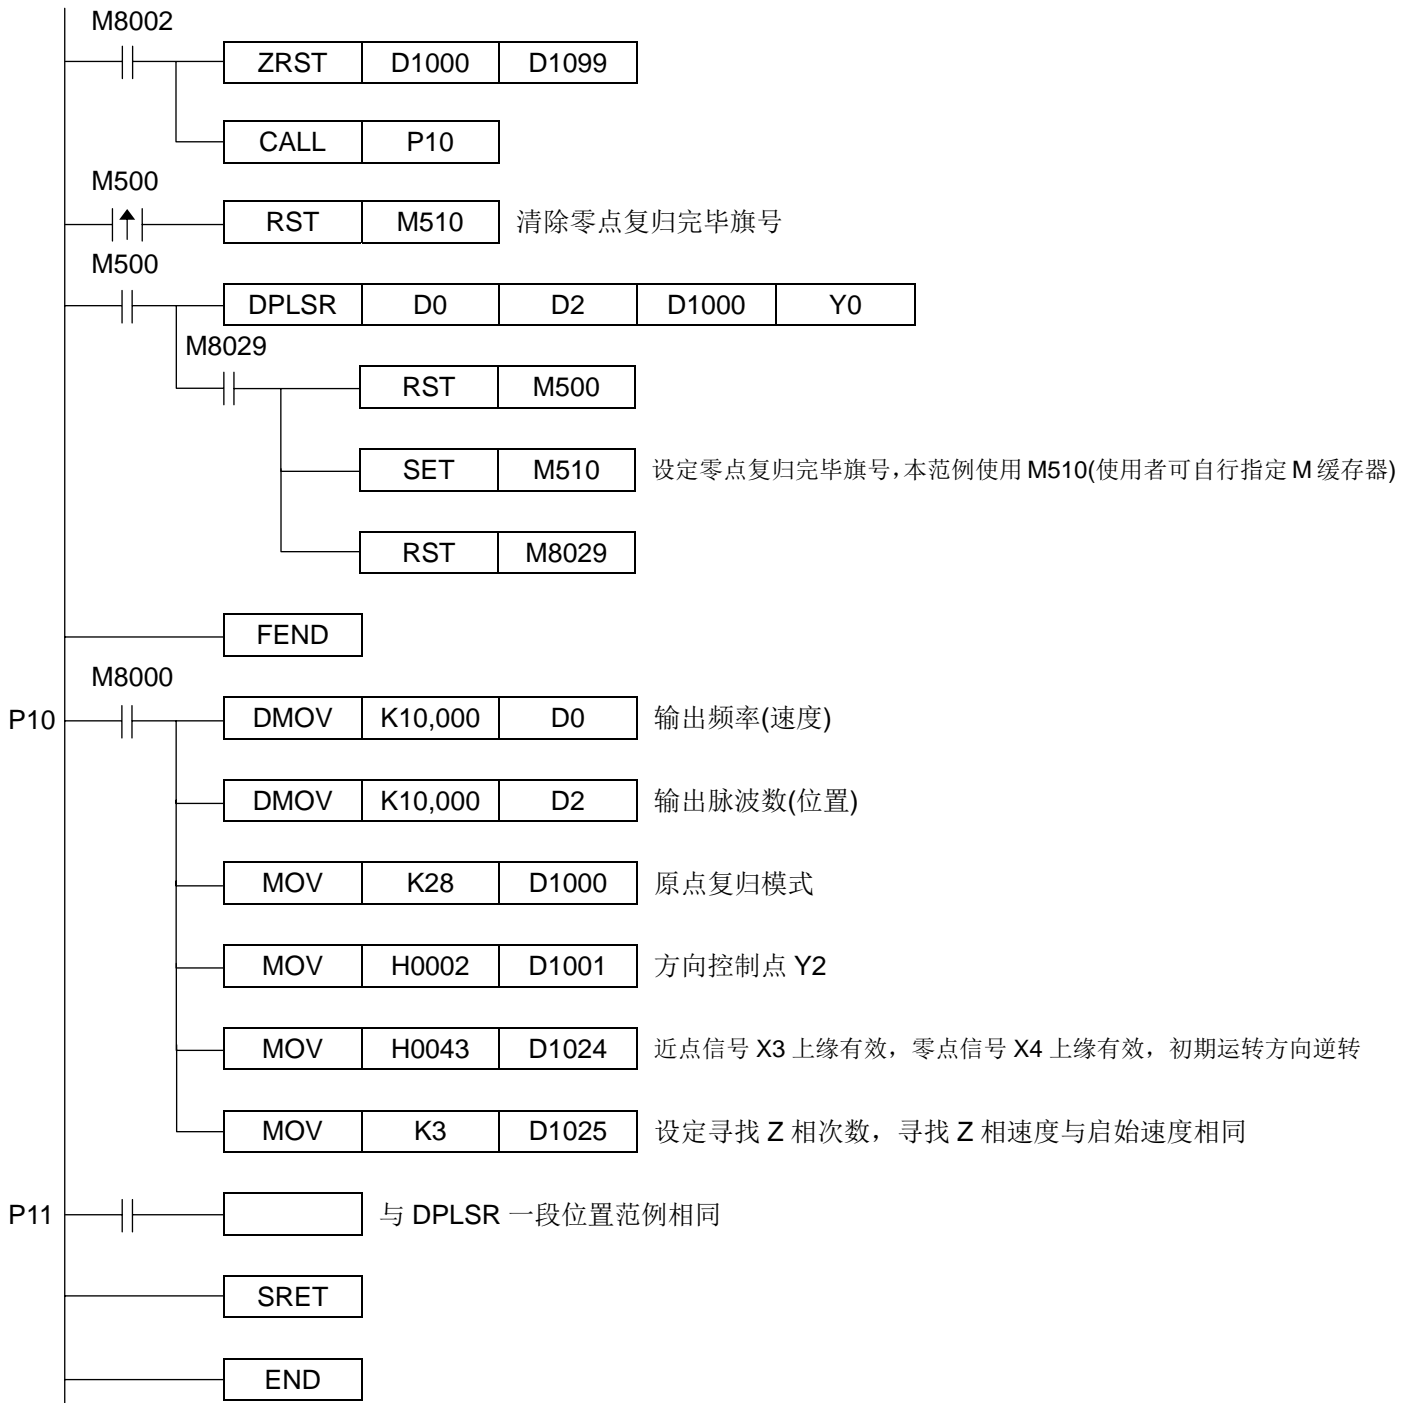 M8002
ZRST D1000 D1099
CALL P10
M500
RST M510 清除零点复归完毕旗号
M500
DPLSR D0 D2 D1000 Y0
M8029
RST M500
SET M510 设定零点复归完毕旗号,本范例使用 M510(使用者可自行指定 M 缓存器)
RST M8029
FEND
M8000
P10 DMOV K10,000 D0 输出频率(速度)
DMOV K10,000 D2 输出脉波数(位置)
MOV K28 D1000 原点复归模式
MOV H0002 D1001 方向控制点 Y2
MOV H0043 D1024 近点信号 X3 上缘有效，零点信号 X4 上缘有效，初期运转方向逆转
MOV K3 D1025 设定寻找 Z 相次数，寻找 Z 相速度与启始速度相同
P11 与 DPLSR 一段位置范例相同
SRET
END